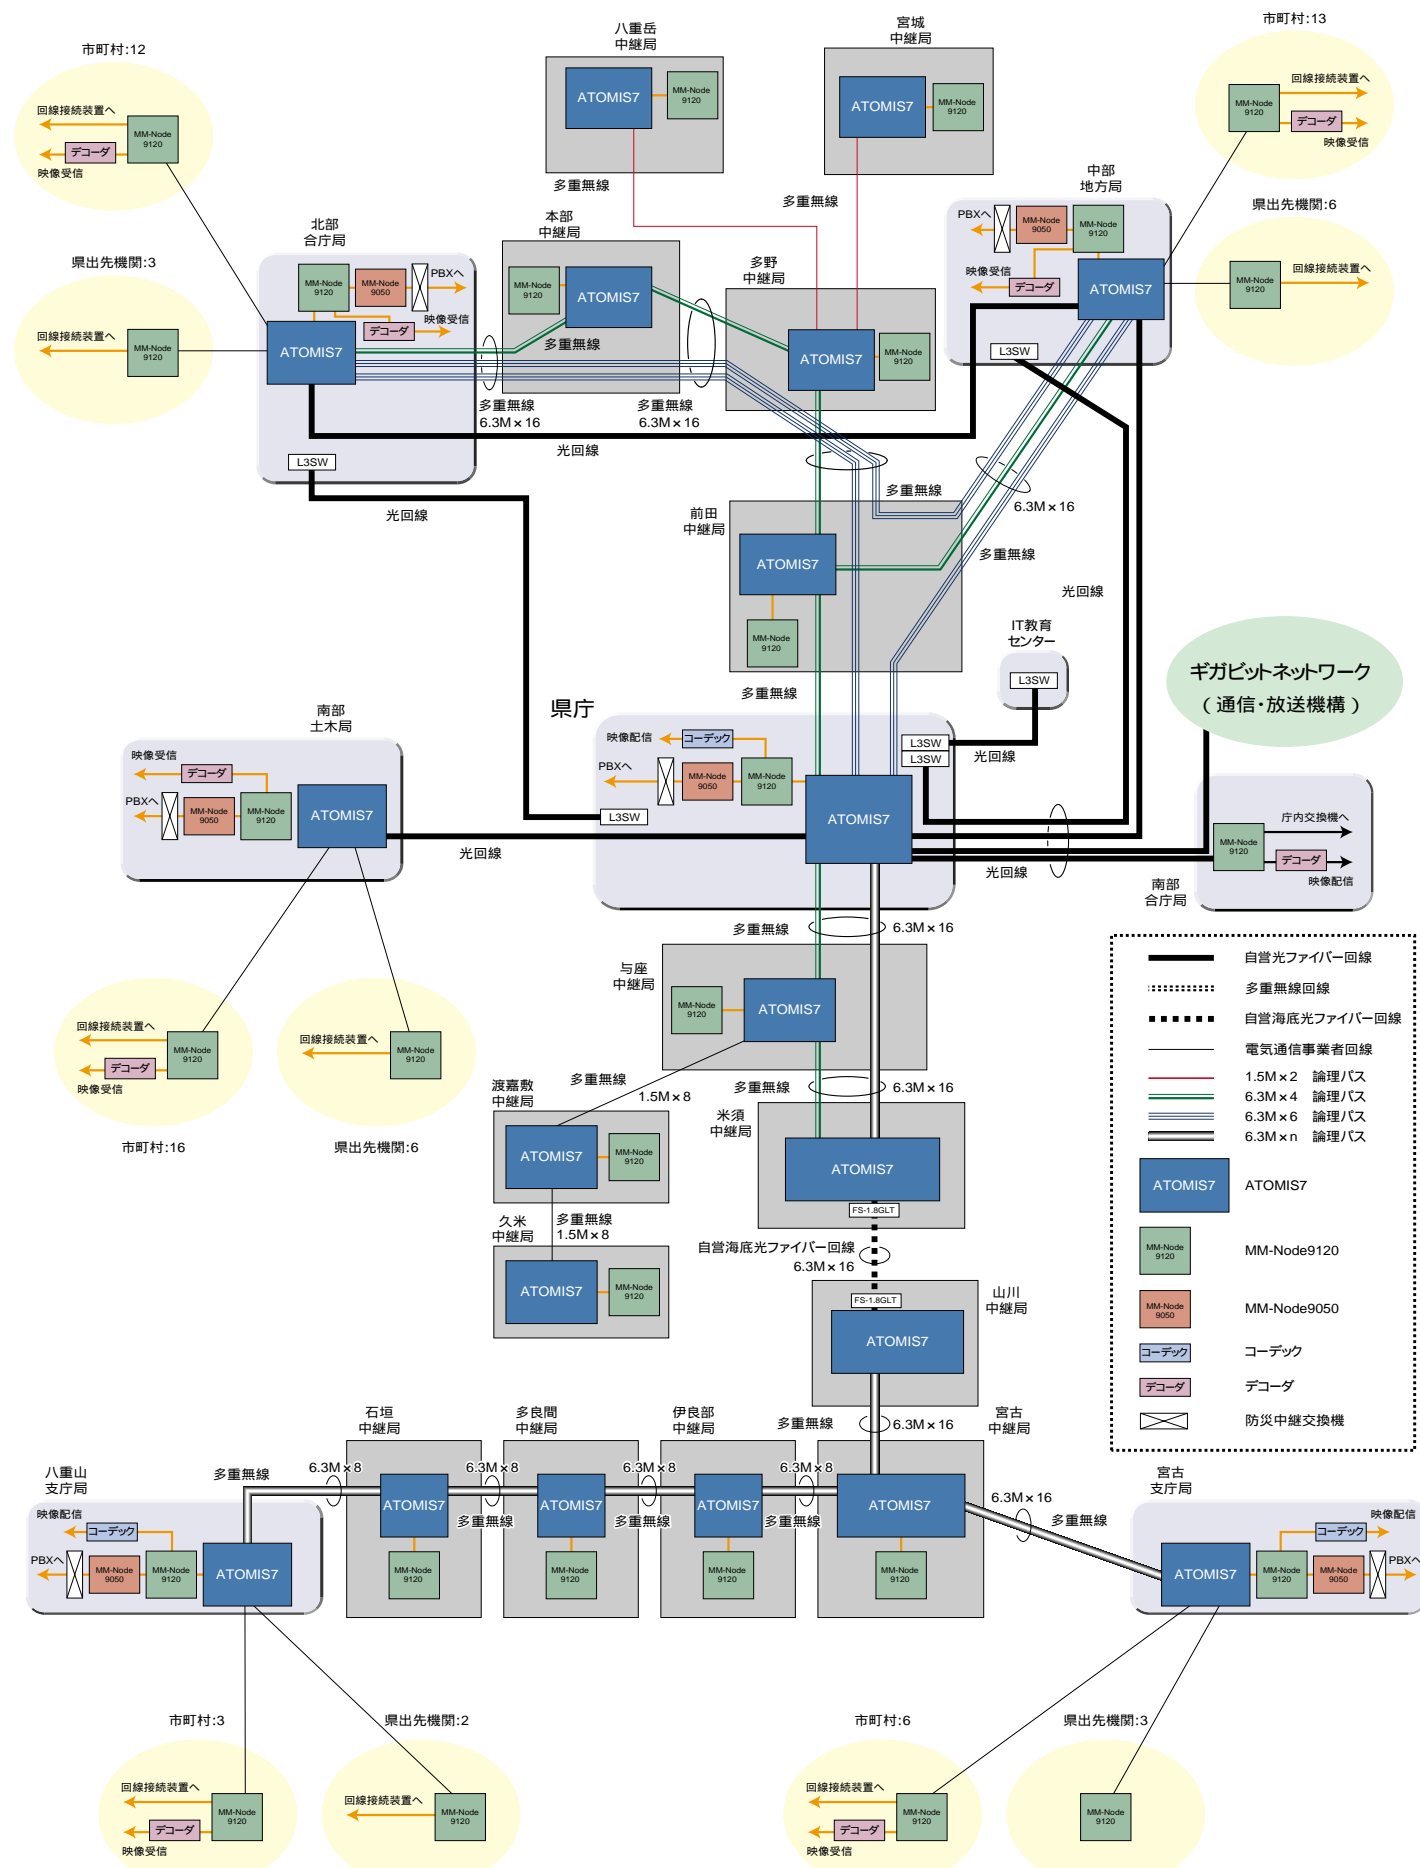 市町村:12
回線接続装置へ
MM-Node
9120
デコーダ
映像受信
県出先機関:3
回線接続装置へ
MM-Node
9120
八重岳
中継局
ATOMIS7
MM-Node
9120
多重無線
宮城
中継局
ATOMIS7
MM-Node
9120
多重無線
市町村:13
回線接続装置へ
MM-Node
9120
デコーダ
映像受信
県出先機関:6
回線接続装置へ
MM-Node
9120
中部
地方局
PBXへ
MM-Node
9050
MM-Node
9120
映像受信
デコーダ
ATOMIS7
L3SW
北部
合庁局
MM-Node
9120
MM-Node
9050
PBXへ
デコーダ
映像受信
ATOMIS7
L3SW
本部
中継局
MM-Node
9120
ATOMIS7
多重無線
多重無線
6.3M×16
多重無線
6.3M×16
多野
中継局
ATOMIS7
MM-Node
9120
光回線
光回線
多重無線
6.3M×16
多重無線
前田
中継局
ATOMIS7
MM-Node
9120
多重無線
光回線
IT教育
センター
L3SW
光回線
ギガビットネットワーク
(通信・放送機構)
県庁
映像配信
コーデック
PBXへ
MM-Node
9050
MM-Node
9120
L3SW
ATOMIS7
L3SW
L3SW
南部
土木局
映像受信
デコーダ
PBXへ
MM-Node
9050
MM-Node
9120
ATOMIS7
光回線
光回線
南部
合庁局
MM-Node
9120
庁内交換機へ
デコーダ
映像配信
市町村:16
回線接続装置へ
MM-Node
9120
デコーダ
映像受信
県出先機関:6
回線接続装置へ
MM-Node
9120
多重無線
6.3M×16
与座
中継局
MM-Node
9120
ATOMIS7
多重無線
1.5M×8
多重無線
6.3M×16
渡嘉敷
中継局
ATOMIS7
MM-Node
9120
多重無線
1.5M×8
久米
中継局
ATOMIS7
MM-Node
9120
米須
中継局
ATOMIS7
FS-1.8GLT
自営海底光ファイバー回線
6.3M×16
山川
中継局
FS-1.8GLT
ATOMIS7
多重無線
6.3M×16
自営光ファイバー回線
多重無線回線
自営海底光ファイバー回線
電気通信事業者回線
1.5M×2 論理パス
6.3M×4 論理パス
6.3M×6 論理パス
6.3M×n 論理パス
ATOMIS7
ATOMIS7
MM-Node
9120
MM-Node9120
MM-Node
9050
MM-Node9050
コーデック
コーデック
デコーダ
デコーダ
防災中継交換機
八重山
支庁局
映像配信
コーデック
PBXへ
MM-Node
9050
MM-Node
9120
ATOMIS7
多重無線
6.3M×8
石垣
中継局
ATOMIS7
MM-Node
9120
6.3M×8
多重無線
多良間
中継局
ATOMIS7
MM-Node
9120
6.3M×8
多重無線
伊良部
中継局
ATOMIS7
MM-Node
9120
6.3M×8
多重無線
宮古
中継局
ATOMIS7
MM-Node
9120
6.3M×16
多重無線
宮古
支庁局
映像配信
コーデック
ATOMIS7
MM-Node
9120
MM-Node
9050
PBXへ
市町村:3
回線接続装置へ
MM-Node
9120
デコーダ
映像受信
県出先機関:2
回線接続装置へ
MM-Node
9120
市町村:6
回線接続装置へ
MM-Node
9120
デコーダ
映像受信
県出先機関:3
MM-Node
9120